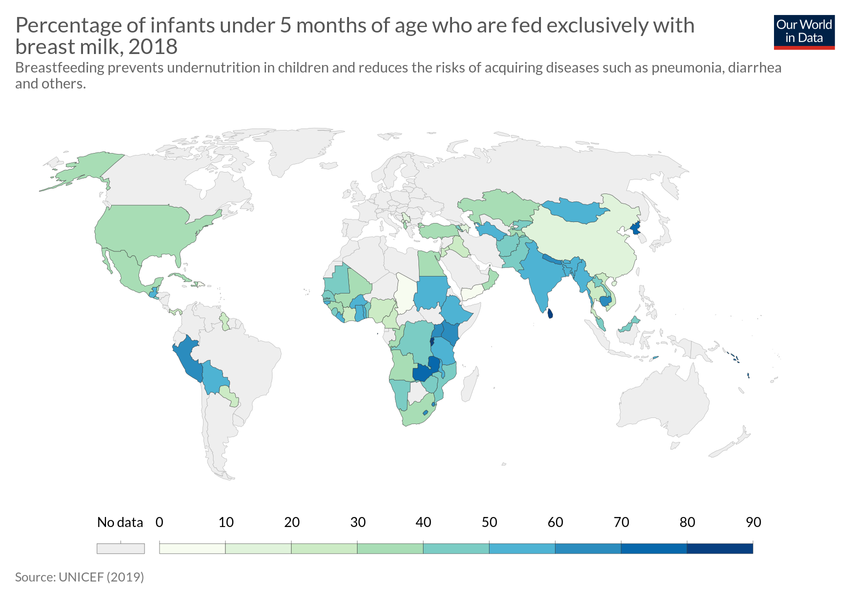 Percentage of infants under 5 months of age who are fed exclusively with
breast milk, 2018
Our World
in Data
Breastfeeding prevents undernutrition in children and reduces the risks of acquiring diseases such as pneumonia, diarrhea
and others.
No data 0 10 20 30 40 50 60 70 80 90
Source: UNICEF (2019)